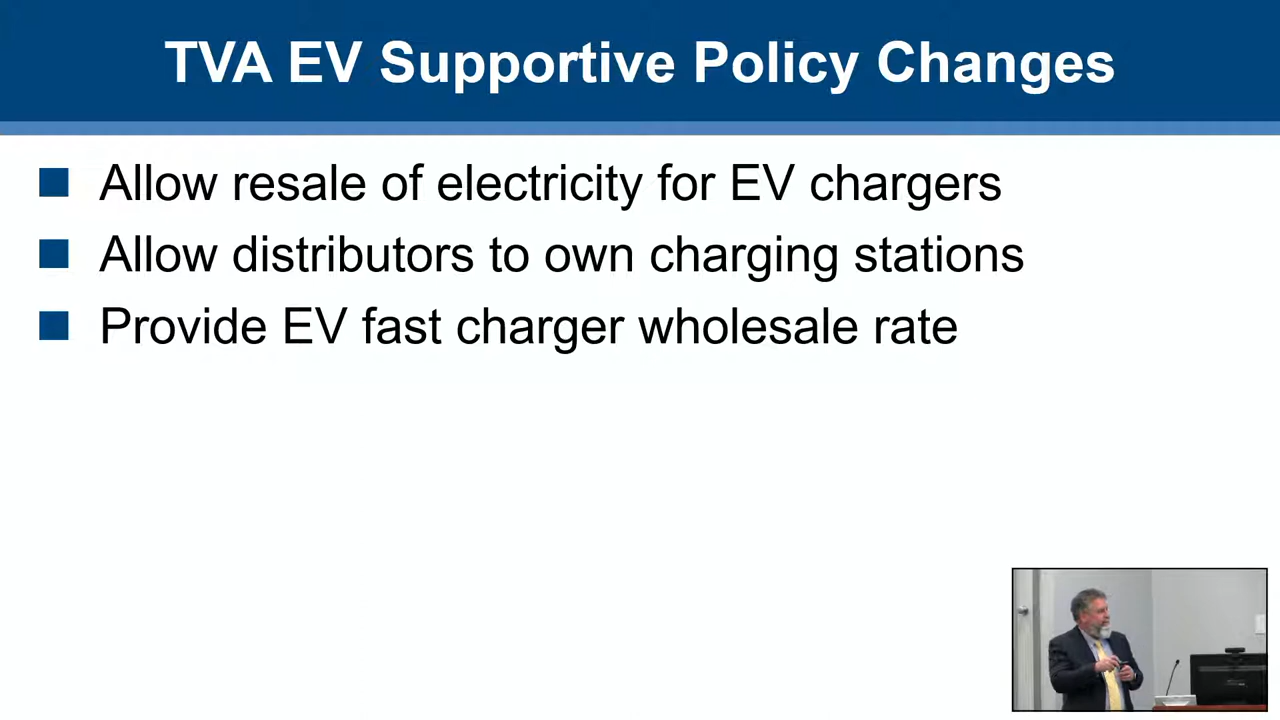 TVA EV Supportive Policy Changes
Allow resale of electricity for EV chargers
Allow distributors to own charging stations
Provide EV fast charger wholesale rate